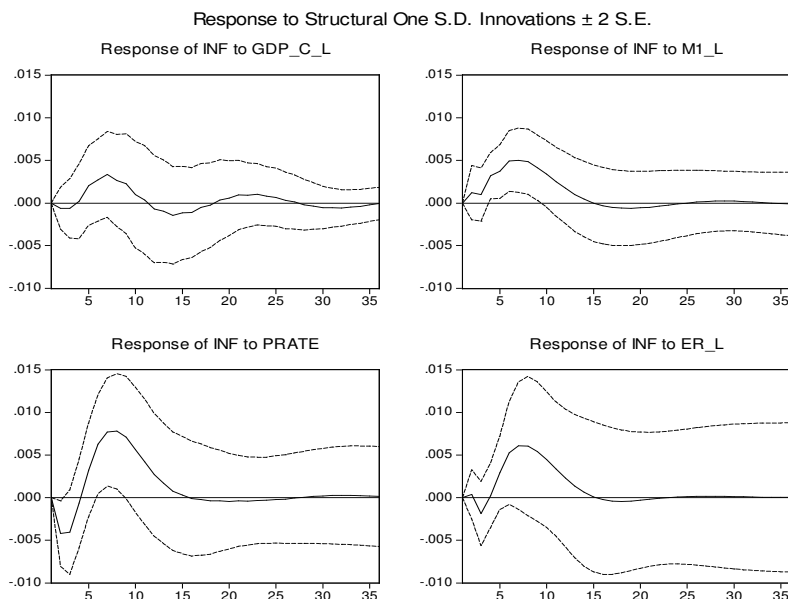 Response to Structural One S.D. Innovations ± 2 S.E.
Response of INF to GDP_C_L
.015
.010
.005
.000
-.005
-.010
5 10 15 20 25 30 35
Response of INF to M1_L
.015
.010
.005
.000
-.005
-.010
5 10 15 20 25 30 35
Response of INF to PRATE
.015
.010
.005
.000
-.005
-.010
5 10 15 20 25 30 35
Response of INF to ER_L
.015
.010
.005
.000
-.005
-.010
5 10 15 20 25 30 35